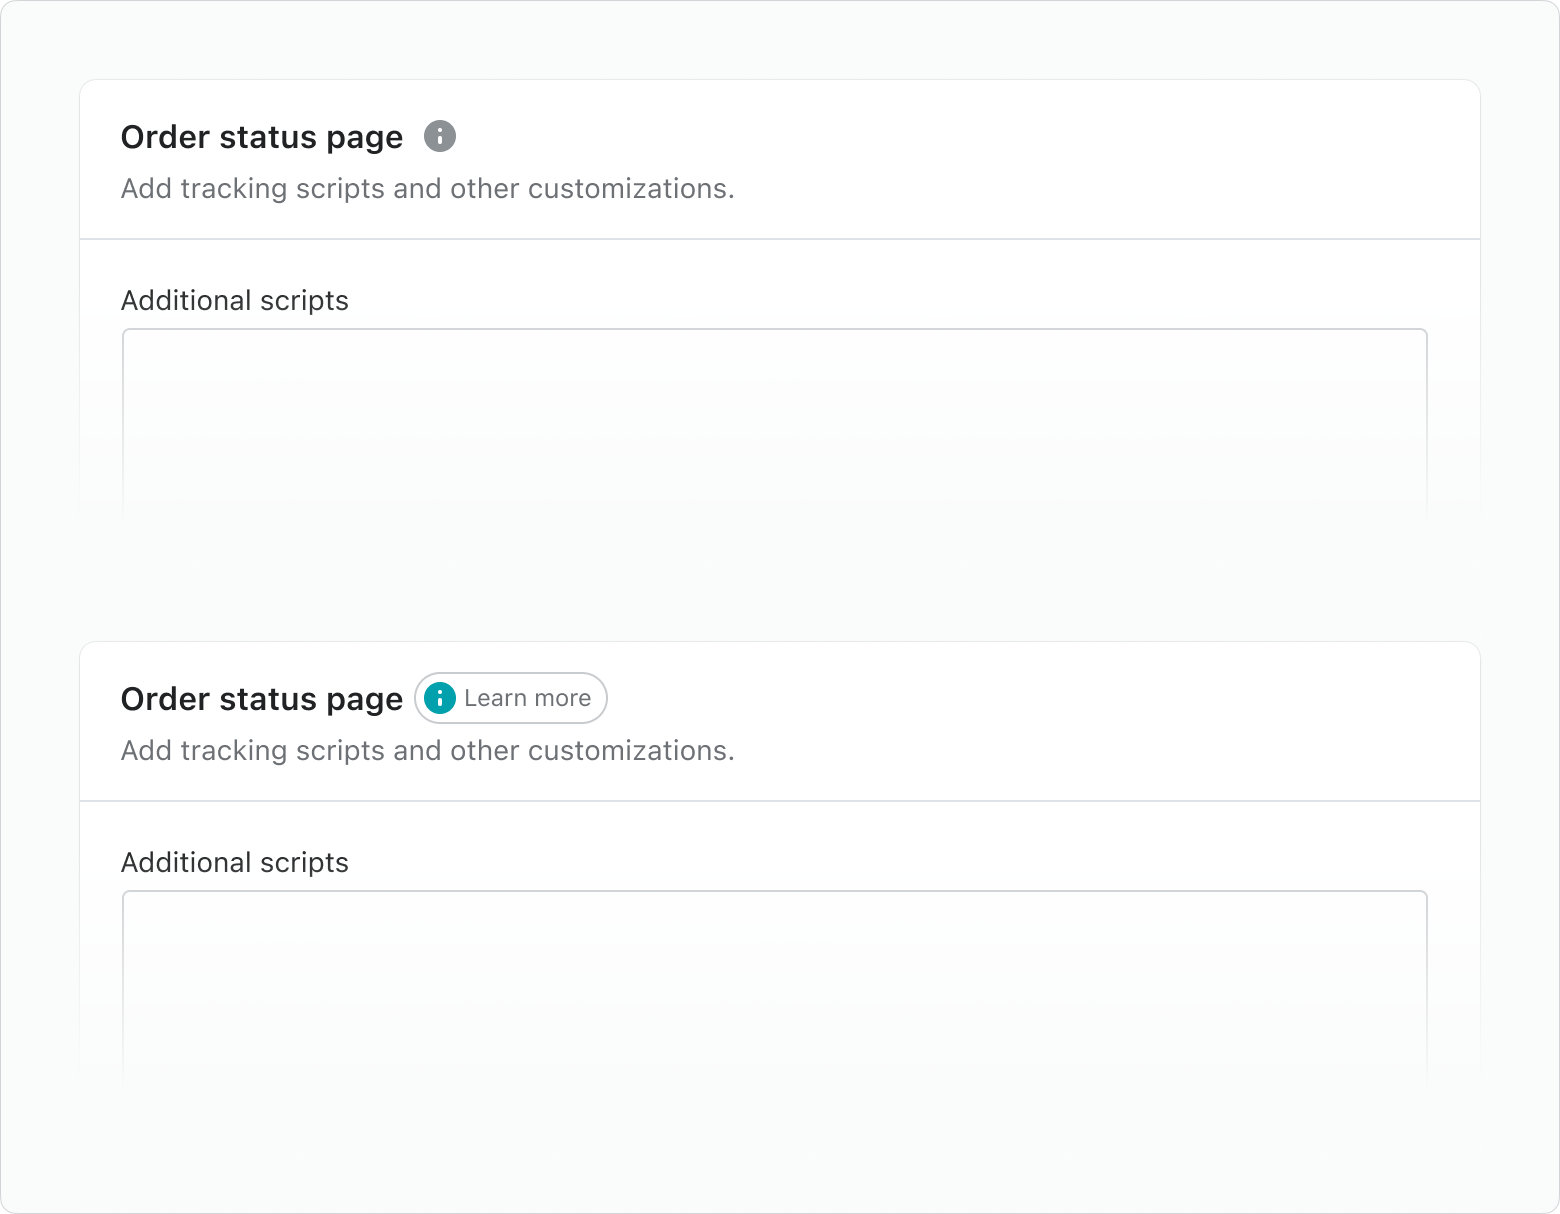 Order status page
Add tracking scripts and other customizations.
Additional scripts
Order status page Learn more
Add tracking scripts and other customizations.
Additional scripts